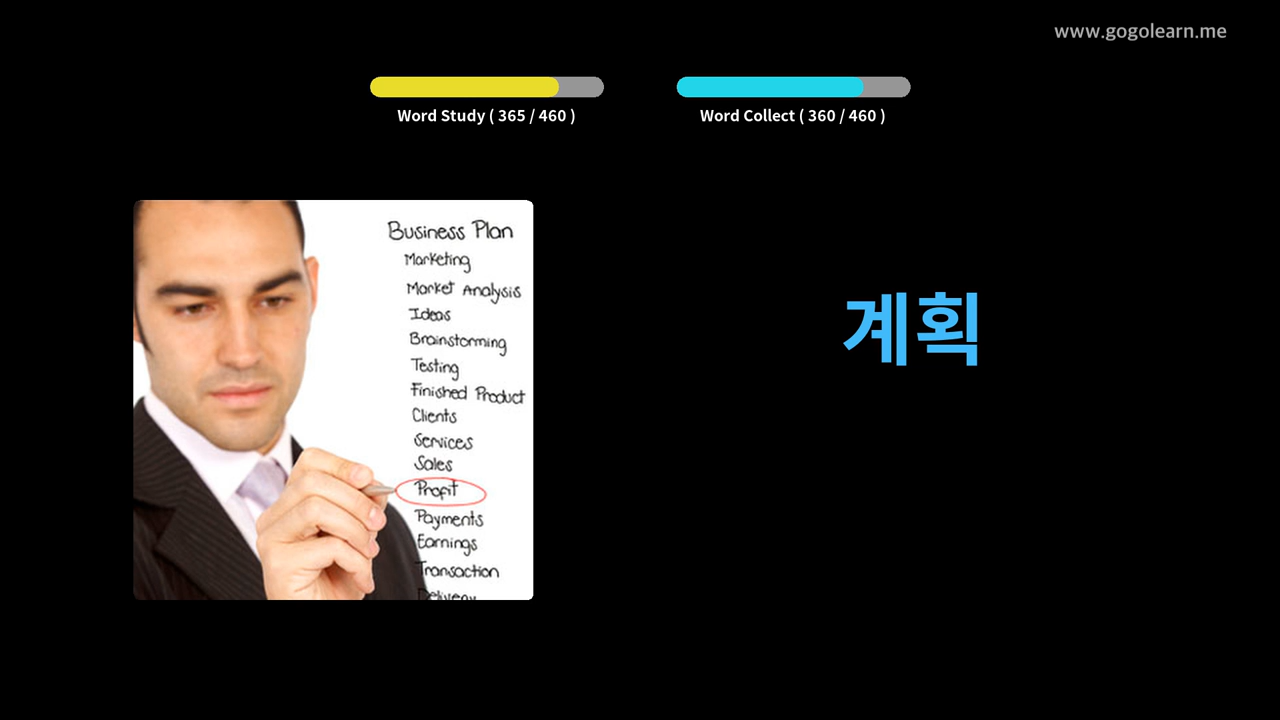 www.gogolearn.me
Word Study ( 365 / 460 )
Word Collect ( 360 / 460 )
Business Plan
Marketing
Market Analysis
Ideas
Brainstorming
Testing
Finished Product
Clients
Services
Sales
Profit
Payments
Earnings
Transaction
Delivery
계획